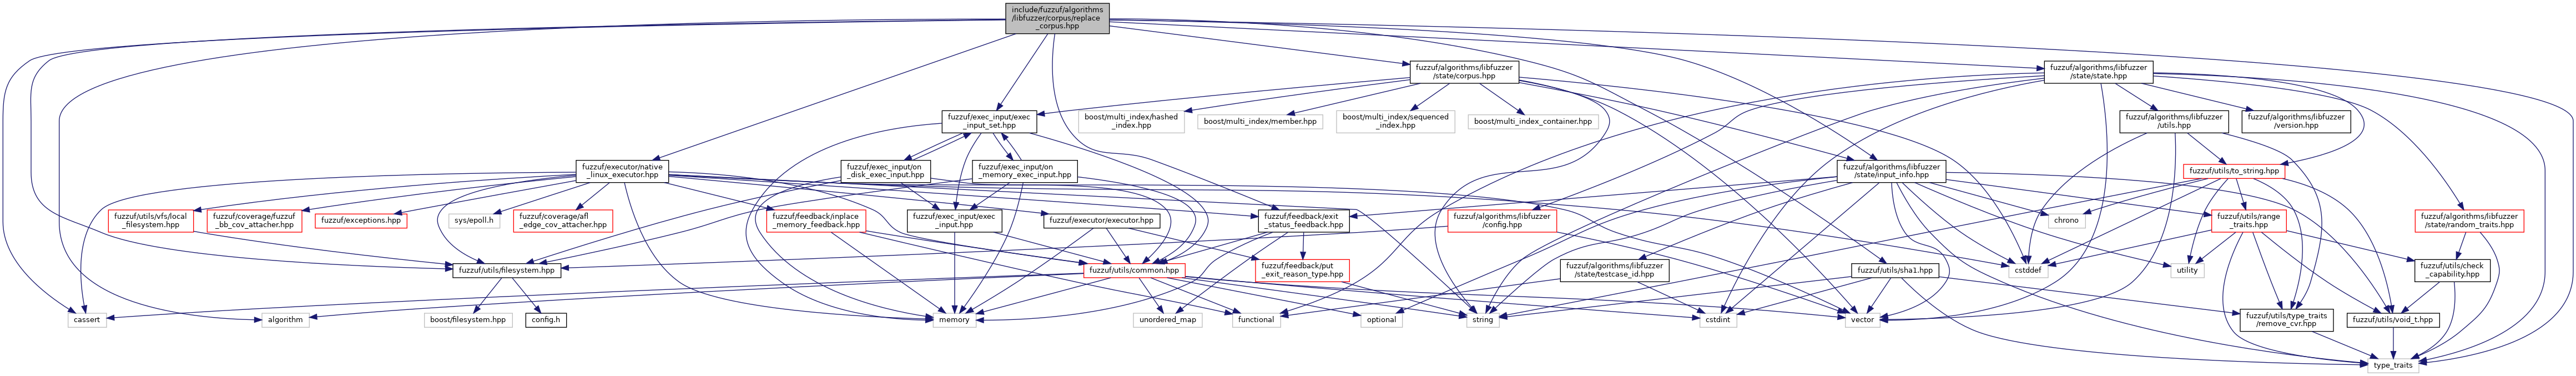 include/fuzzuf/algorithms
/libfuzzer/corpus/replace
_corpus.hpp
fuzzuf/algorithms/libfuzzer
/state/corpus.hpp
fuzzuf/algorithms/libfuzzer
/state/state.hpp
fuzzuf/exec_input/exec
_input_set.hpp
boost/multi_index/hashed
_index.hpp
boost/multi_index/member.hpp
boost/multi_index/sequenced
_index.hpp
boost/multi_index_container.hpp
fuzzuf/algorithms/libfuzzer
/utils.hpp
fuzzuf/algorithms/libfuzzer
/version.hpp
fuzzuf/executor/native
_linux_executor.hpp
fuzzuf/exec_input/on
_disk_exec_input.hpp
fuzzuf/exec_input/on
_memory_exec_input.hpp
fuzzuf/algorithms/libfuzzer
/state/input_info.hpp
fuzzuf/utils/to_string.hpp
fuzzuf/utils/vfs/local
_filesystem.hpp
fuzzuf/coverage/fuzzuf
_bb_cov_attacher.hpp
fuzzuf/exceptions.hpp
sys/epoll.h
fuzzuf/coverage/afl
_edge_cov_attacher.hpp
fuzzuf/feedback/inplace
_memory_feedback.hpp
fuzzuf/exec_input/exec
_input.hpp
fuzzuf/executor/executor.hpp
fuzzuf/feedback/exit
_status_feedback.hpp
fuzzuf/algorithms/libfuzzer
/config.hpp
chrono
fuzzuf/utils/range
_traits.hpp
fuzzuf/algorithms/libfuzzer
/state/random_traits.hpp
fuzzuf/utils/filesystem.hpp
fuzzuf/utils/common.hpp
fuzzuf/feedback/put
_exit_reason_type.hpp
fuzzuf/algorithms/libfuzzer
/state/testcase_id.hpp
fuzzuf/utils/sha1.hpp
cstddef
utility
fuzzuf/utils/check
_capability.hpp
cassert
algorithm
boost/filesystem.hpp
config.h
memory
unordered_map
functional
optional
string
cstdint
vector
fuzzuf/utils/type_traits
/remove_cvr.hpp
fuzzuf/utils/void_t.hpp
type_traits